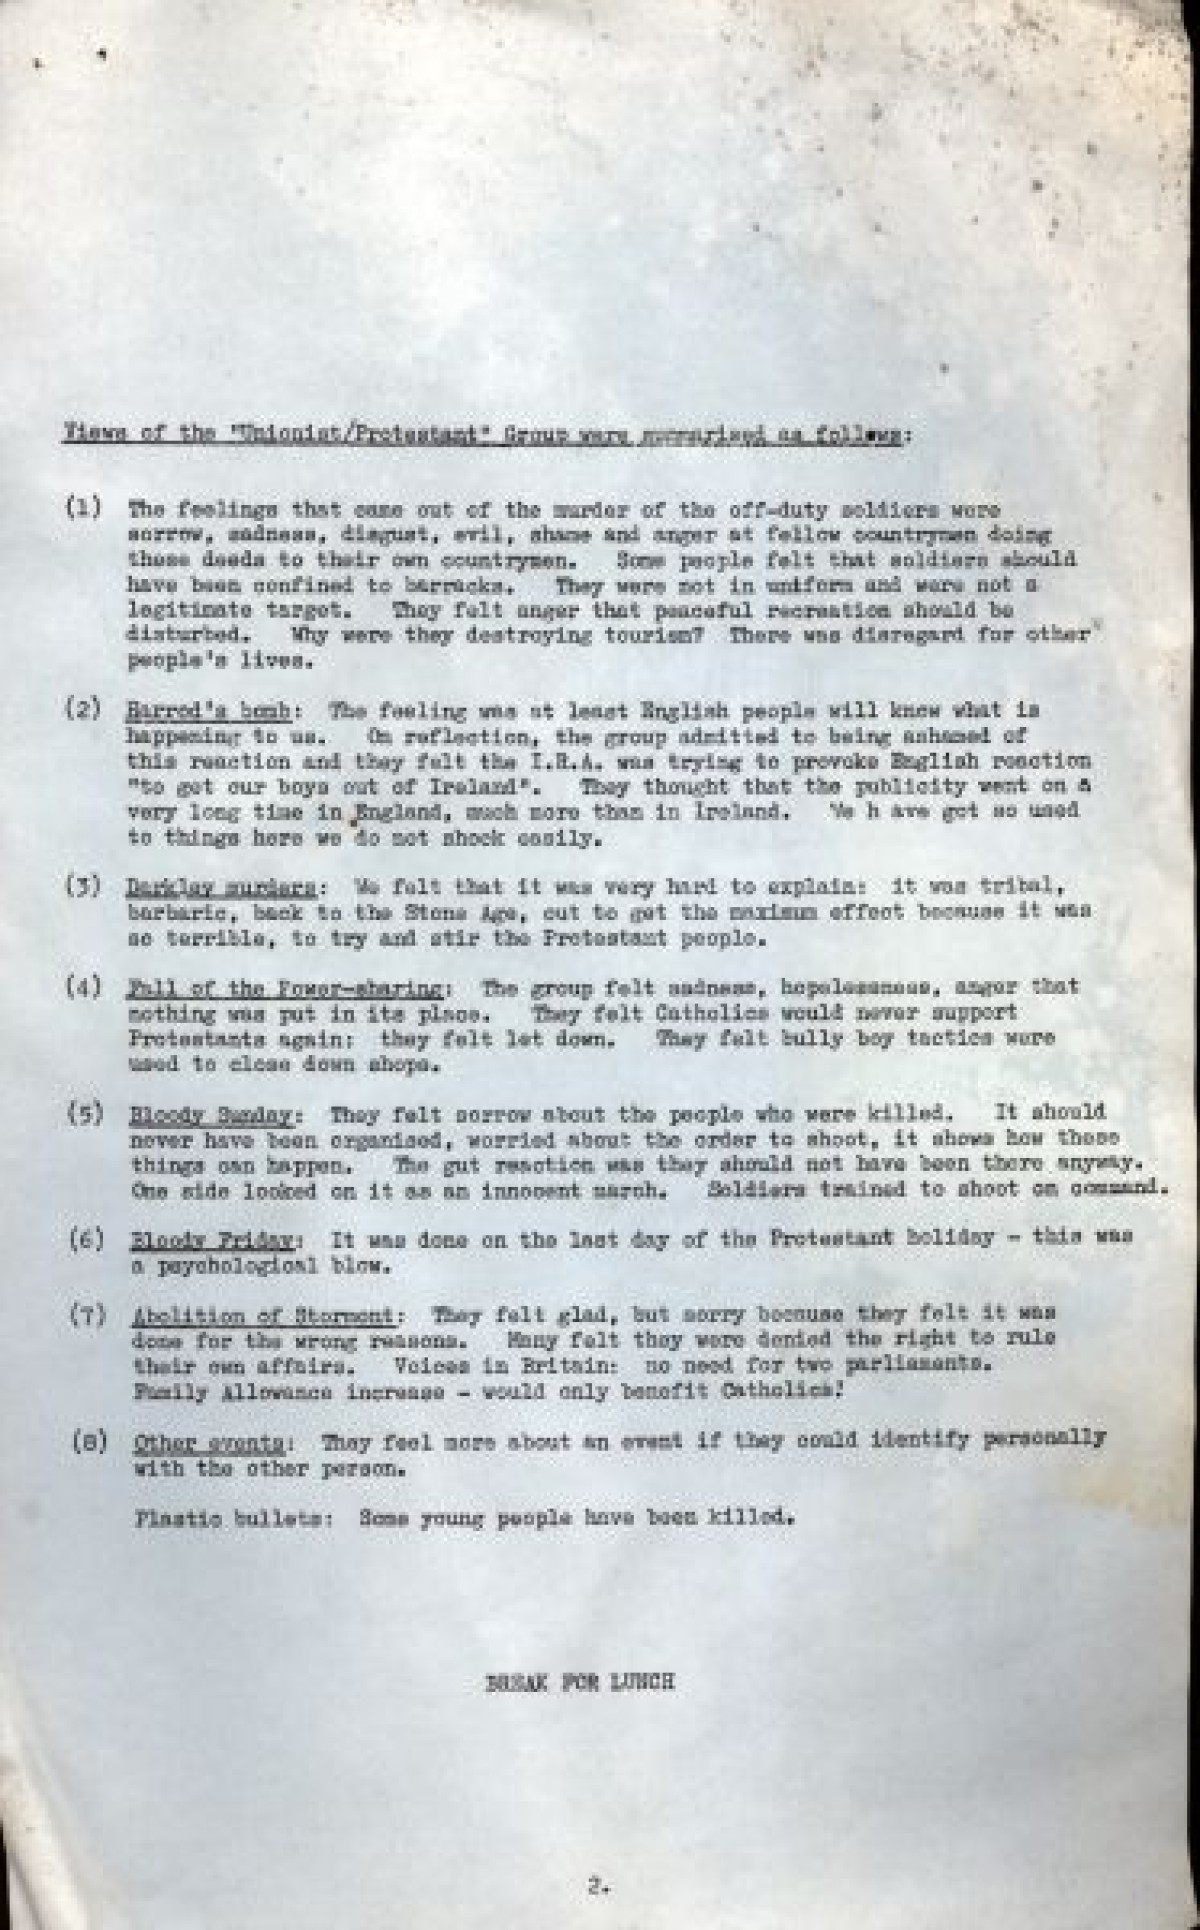 Views of the "Unionist/Protestant" Group were summarised as follows:
(1) The feelings that came out of the murder of the off-duty soldiers were
sorrow, sadness, disgust, evil, shame and anger at fellow countrymen doing
these deeds to their own countrymen. Some people felt that soldiers should
have been confined to barracks. They were not in uniform and were not a
legitimate target. They felt anger that peaceful recreation should be
disturbed. Why were they destroying tourism? There was disregard for other
people's lives.
(2) Harrod's bomb: The feeling was at least English people will know what is
happening to us. On reflection, the group admitted to being ashamed of
this reaction and they felt the I.R.A. was trying to provoke English reaction
"to get our boys out of Ireland". They thought that the publicity went on a
very long time in England, much more than in Ireland. We h ave got so used
to things here we do not shock easily.
(3) Darkley murders: We felt that it was very hard to explain: it was tribal,
barbaric, back to the Stone Age, out to get the maximum effect because it was
so terrible, to try and stir the Protestant people.
(4) Fall of the Power-sharing: The group felt sadness, hopelessness, anger that
nothing was put in its place. They felt Catholics would never support
Protestants again: they felt let down. They felt bully boy tactics were
used to close down shops.
(5) Bloody Sunday: They felt sorrow about the people who were killed. It should
never have been organised, worried about the order to shoot, it shows how these
things can happen. The gut reaction was they should not have been there anyway.
One side looked on it as an innocent march. Soldiers trained to shoot on command.
(6) Bloody Friday: It was done on the last day of the Protestant holiday - this was
a psychological blow.
(7) Abolition of Stormont: They felt glad, but sorry because they felt it was
done for the wrong reasons. Many felt they were denied the right to rule
their own affairs. Voices in Britain: no need for two parliaments.
Family Allowance increase - would only benefit Catholics!
(8) Other events: They feel more about an event if they could identify personally
with the other person.
Plastic bullets: Some young people have been killed.
BREAK FOR LUNCH
2.